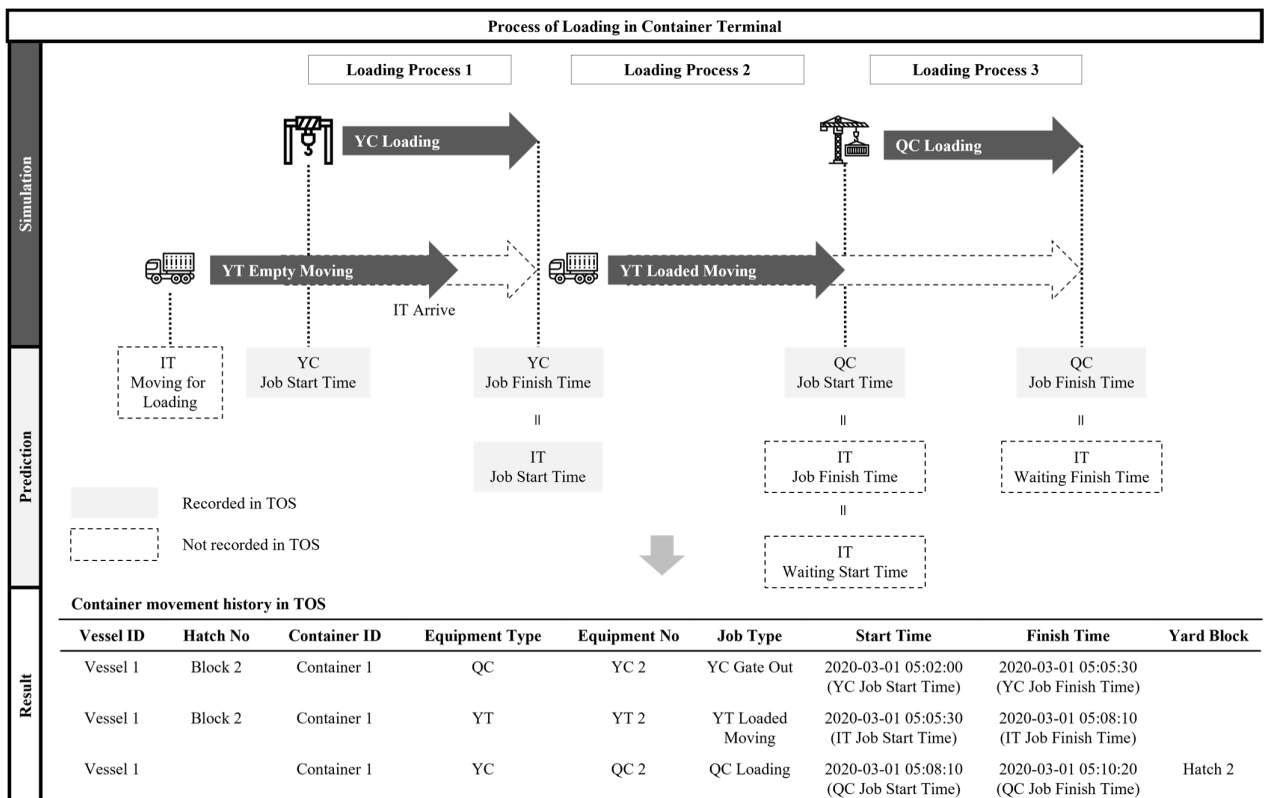 Process of Loading in Container Terminal
Simulation
Loading Process 1
Loading Process 2
Loading Process 3
YC Loading
QC Loading
YT Empty Moving
YT Loaded Moving
IT Arrive
Prediction
IT
Moving for
Loading
YC
Job Start Time
YC
Job Finish Time
QC
Job Start Time
QC
Job Finish Time
=
=
=
IT
Job Start Time
IT
Job Finish Time
IT
Waiting Finish Time
Recorded in TOS
=
Not recorded in TOS
IT
Waiting Start Time
Result
Container movement history in TOS
Vessel ID Hatch No Container ID Equipment Type Equipment No Job Type Start Time Finish Time Yard Block
Vessel 1 Block 2 Container 1 QC YC 2 YC Gate Out 2020-03-01 05:02:00 2020-03-01 05:05:30
(YC Job Start Time) (YC Job Finish Time)
Vessel 1 Block 2 Container 1 YT YT 2 YT Loaded 2020-03-01 05:05:30 2020-03-01 05:08:10
Moving (IT Job Start Time) (IT Job Finish Time)
Vessel 1 Container 1 YC QC 2 QC Loading 2020-03-01 05:08:10 2020-03-01 05:10:20 Hatch 2
(QC Job Start Time) (QC Job Finish Time)